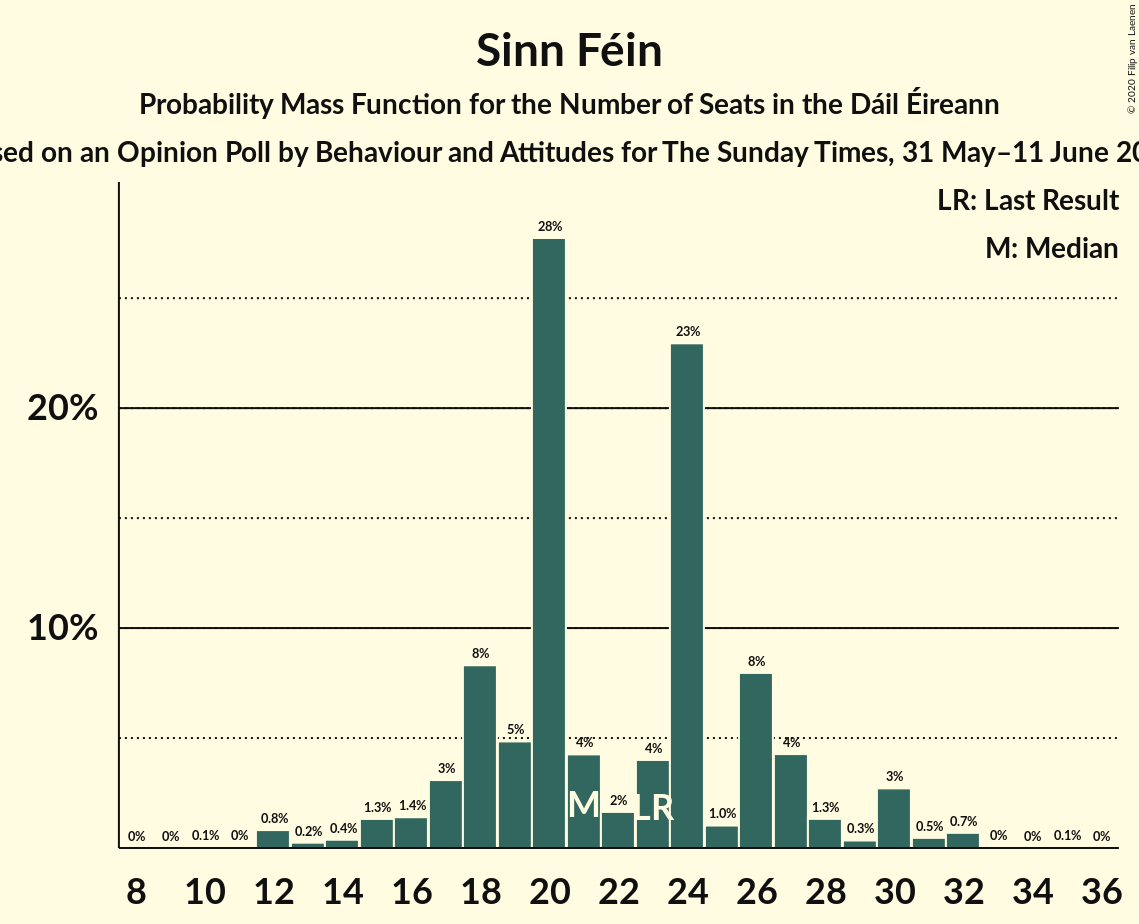 Sinn Féin
Probability Mass Function for the Number of Seats in the Dáil Éireann
on an Opinion Poll by Behaviour and Attitudes for The Sunday Times, 31 May–11 June
© 2020 Filip van Laenen
LR: Last Result
M: Median
20%
10%
0% 0% 0.1% 0% 0.8% 0.2% 0.4% 1.3% 1.4% 3% 8% 5% 28% 4% 2% 4% 23% 1.0% 8% 4% 1.3% 0.3% 3% 0.5% 0.7% 0% 0% 0.1% 0%
M LR
8 10 12 14 16 18 20 22 24 26 28 30 32 34 36